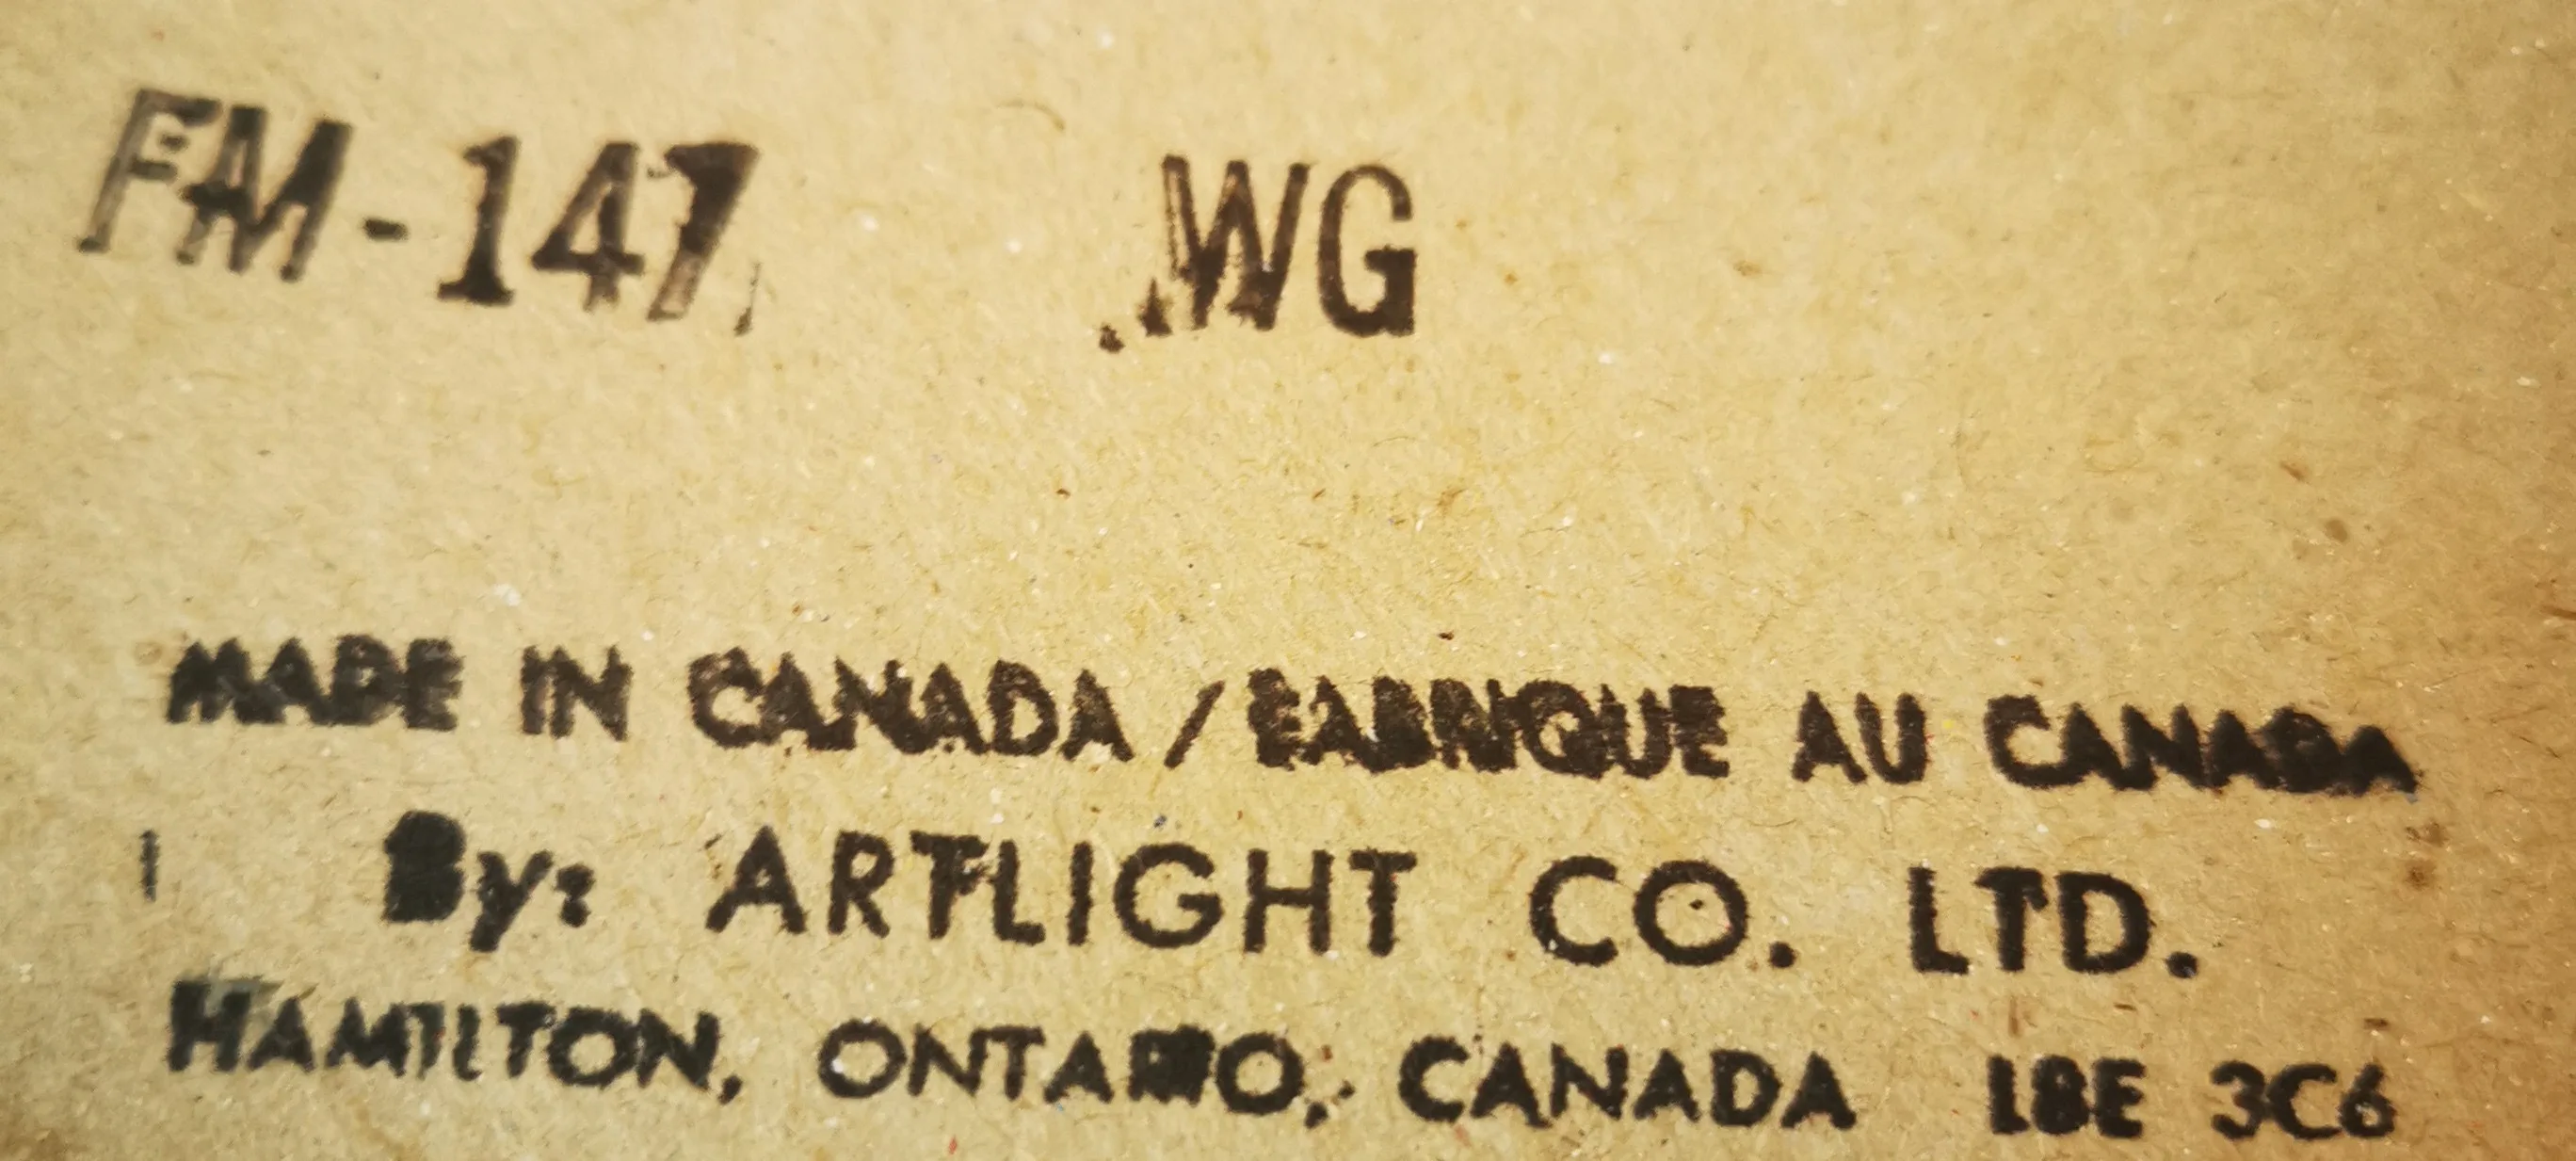 FM-147 WG
MADE IN CANADA / FABRIQUE AU CANADA
By: ARTLIGHT CO. LTD.
HAMILTON, ONTARIO, CANADA L8E 3C6